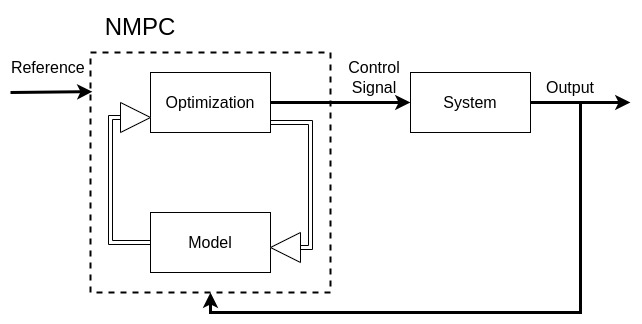 NMPC
Reference
Optimization
Control
Signal
System
Output
Model